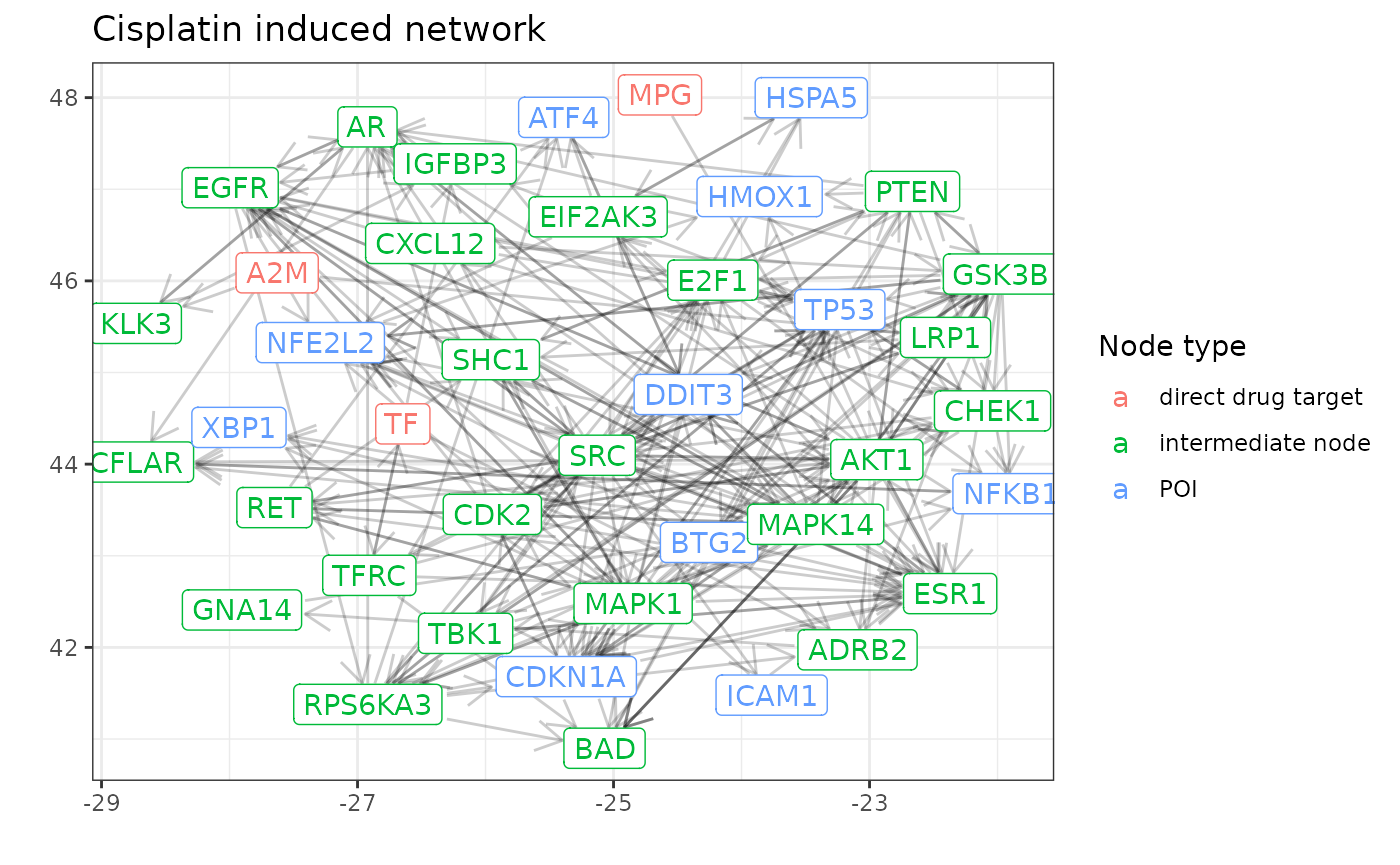 Cisplatin induced network
48
46
44
42
MPG
HSPA5
ATF4
AR
IGFBP3
EGFR
HMOX1
PTEN
EIF2AK3
CXCL12
A2M
E2F1
GSK3B
TP53
KLK3
NFE2L2
LRP1
SHC1
DDIT3
CHEK1
XBP1
TF
CFLAR
SRC
AKT1
NFKB1
RET
CDK2
MAPK14
BTG2
TFRC
ESR1
GNA14
MAPK1
TBK1
ADRB2
CDKN1A
ICAM1
RPS6KA3
BAD
-29
-27
-25
-23
Node type
a direct drug target
a intermediate node
a POI